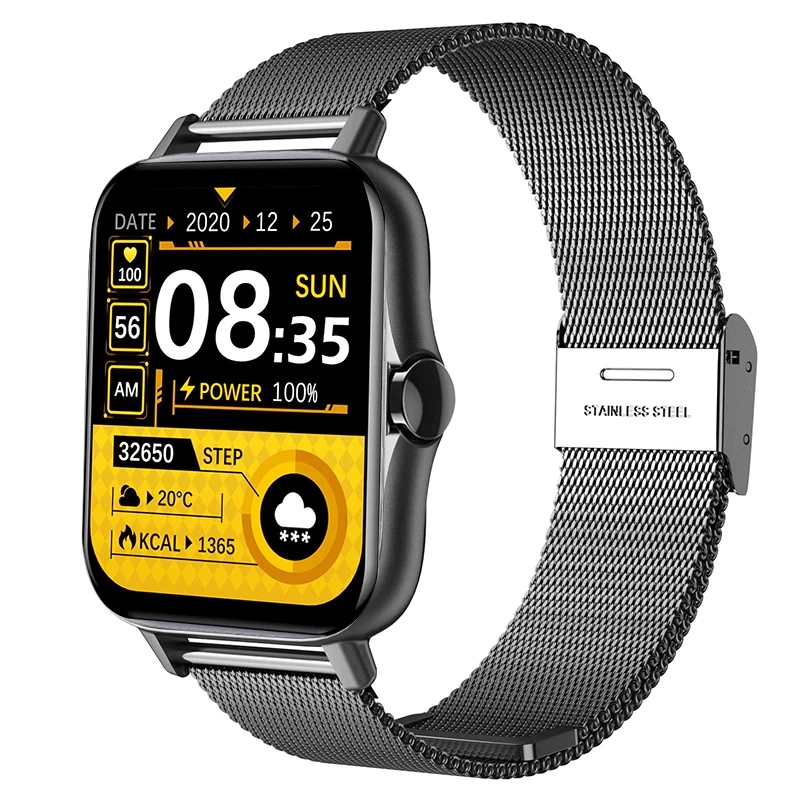 DATE 2020 12 25
100
SUN
08:35
56
AM
POWER 100%
32650 STEP
20°C
KCAL 1365
STAINLESS STEEL